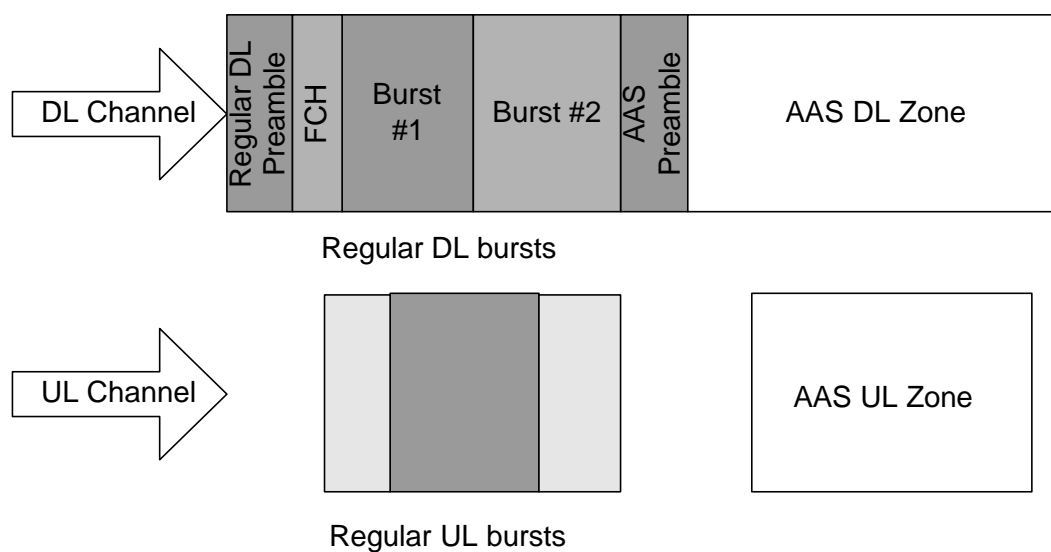 DL Channel
Regular DL
Preamble
FCH
Burst
#1
Burst #2
AAS
Preamble
AAS DL Zone
Regular DL bursts
UL Channel
AAS UL Zone
Regular UL bursts